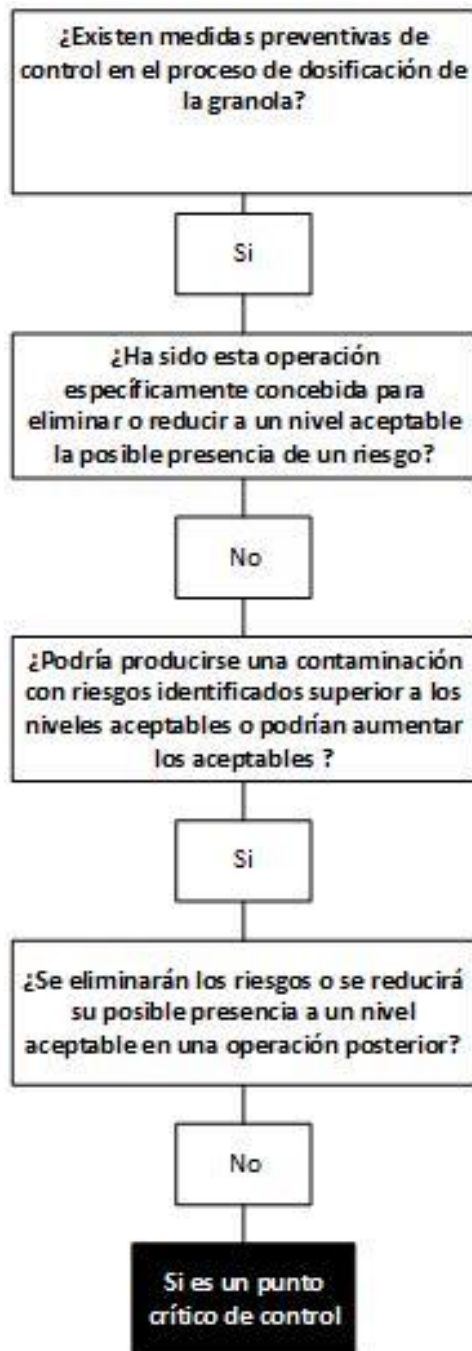 ¿Existen medidas preventivas de
control en el proceso de dosificación de
la granola?
Si
¿Ha sido esta operación
específicamente concebida para
eliminar o reducir a un nivel aceptable
la posible presencia de un riesgo?
No
¿Podría producirse una contaminación
con riesgos identificados superior a los
niveles aceptables o podrían aumentar
los aceptables ?
Si
¿Se eliminarán los riesgos o se reducirá
su posible presencia a un nivel
aceptable en una operación posterior?
No
Si es un punto
crítico de control